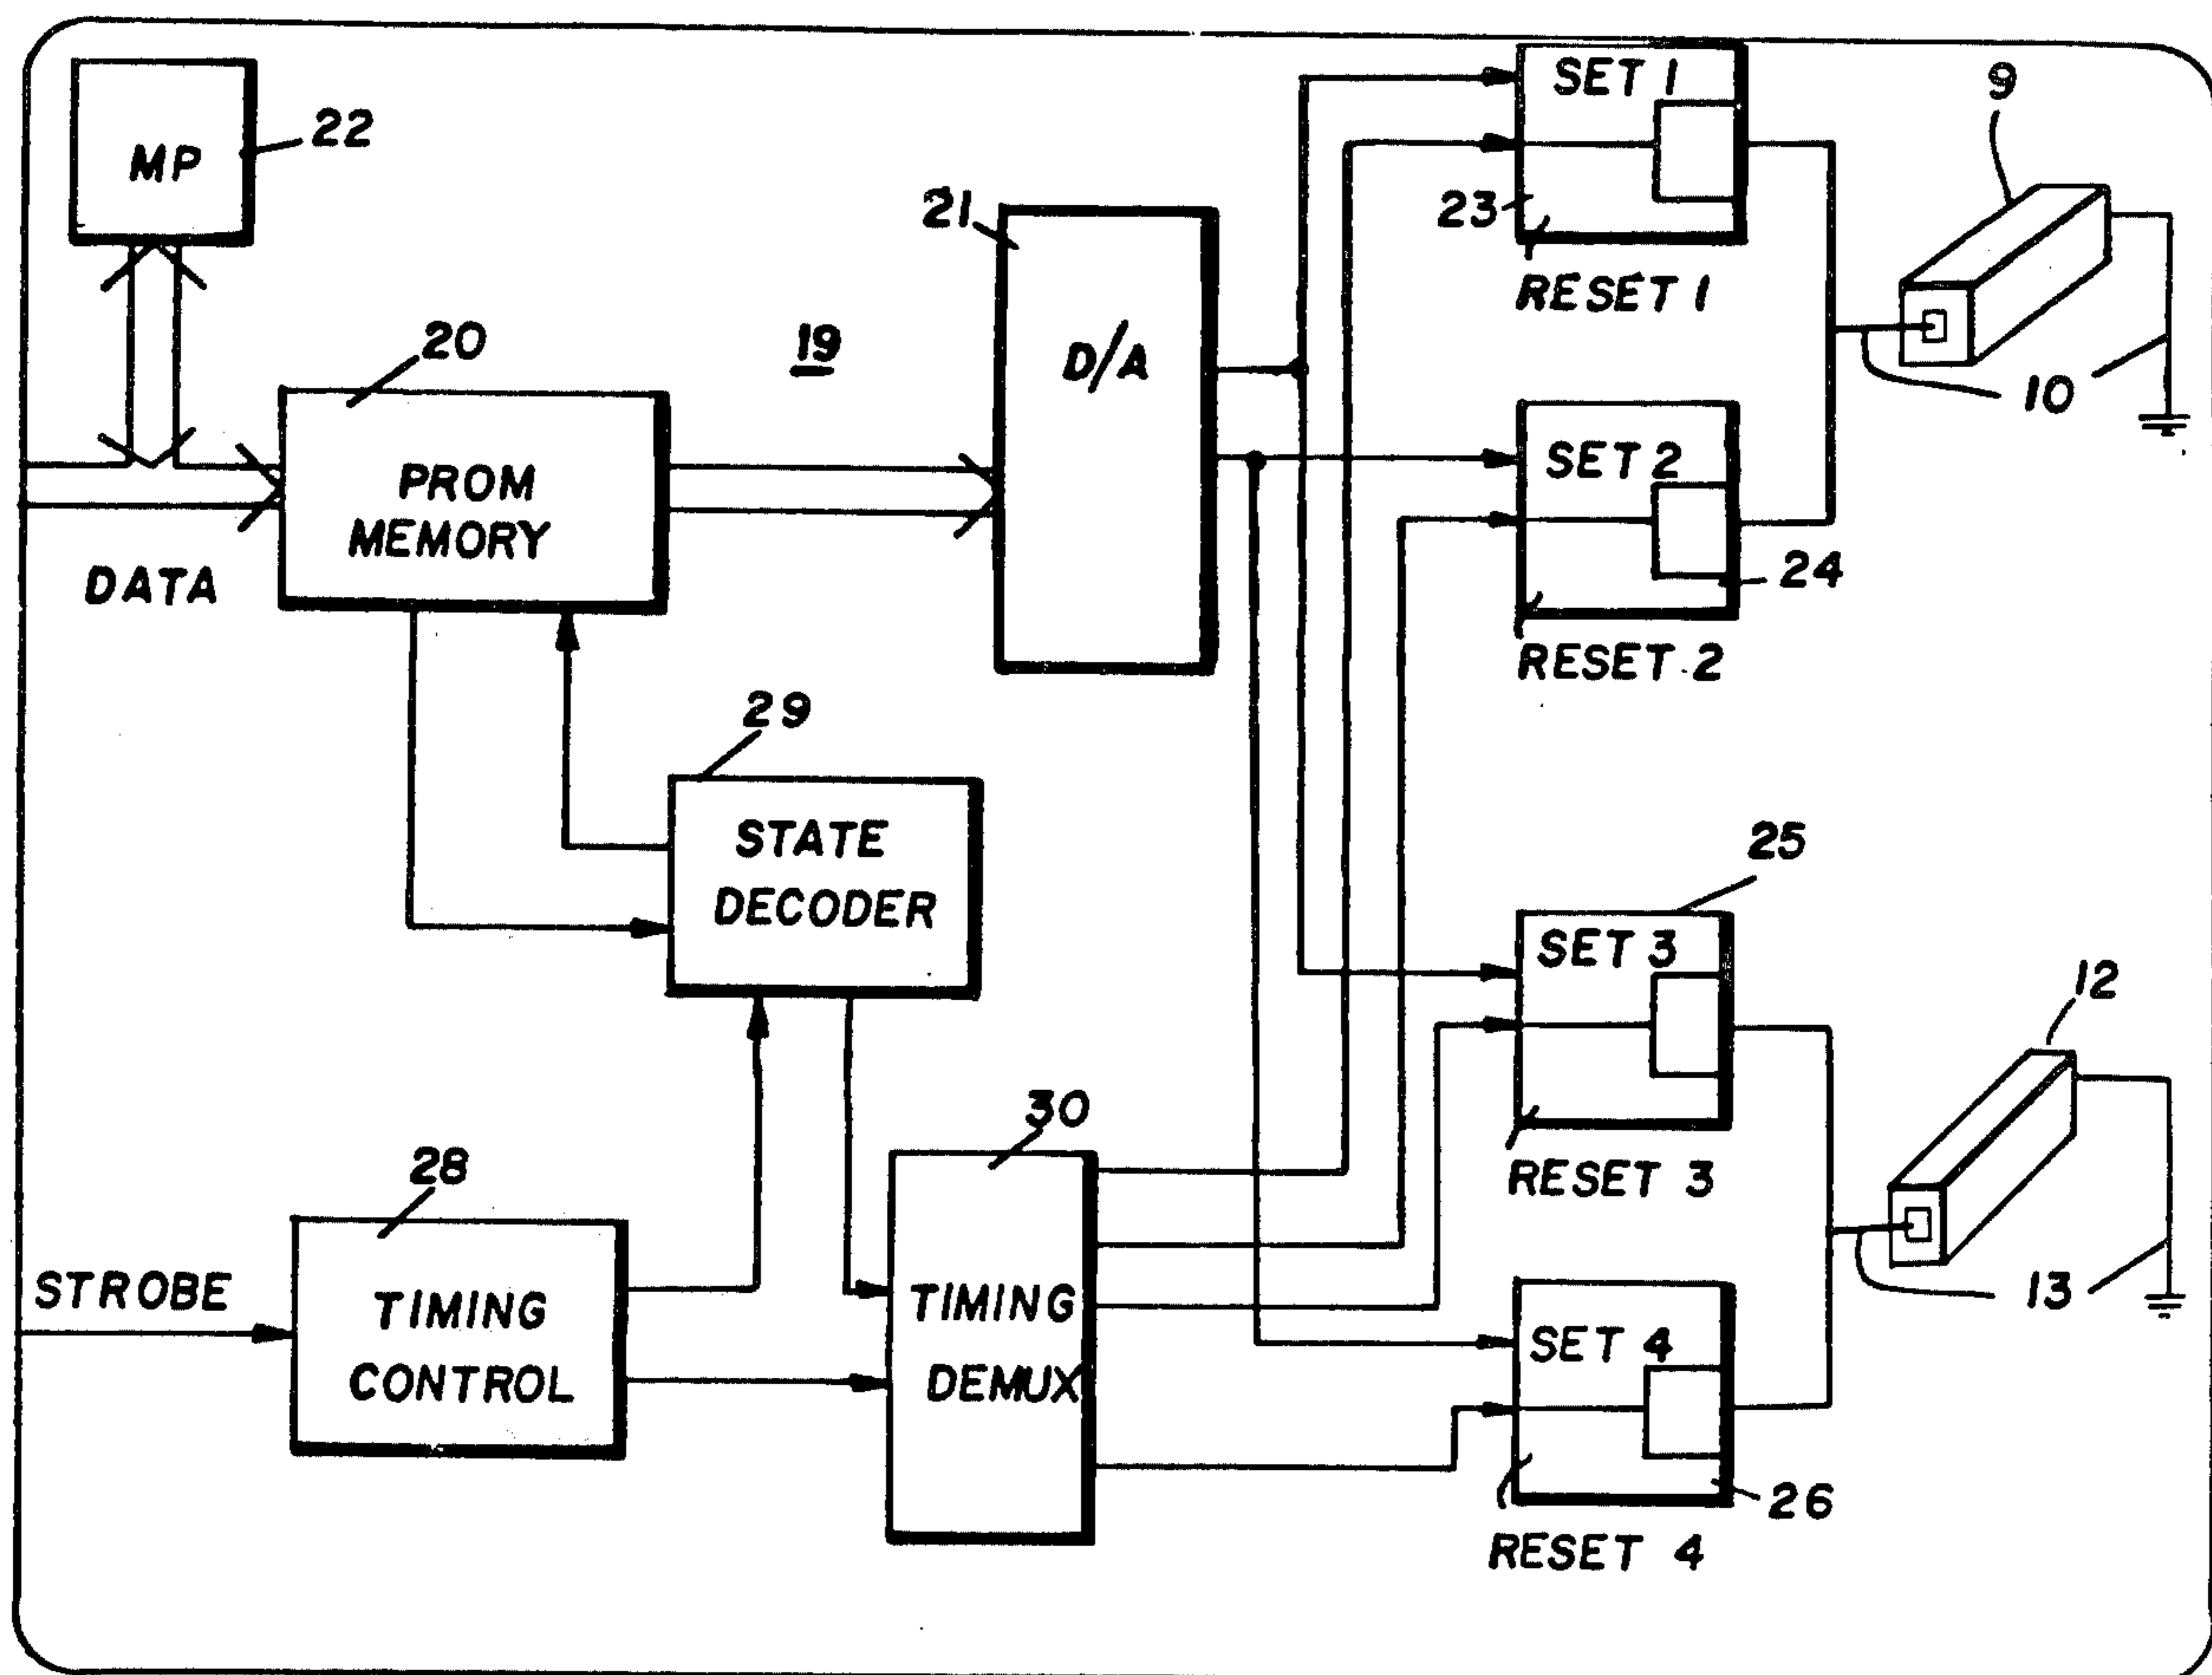 MP
22
20
19
21
D/A
PROM
MEMORY
DATA
SET 1
23
RESET 1
9
10
SET 2
24
RESET 2
29
STATE
DECODER
25
SET 3
RESET 3
12
13
28
STROBE
TIMING
CONTROL
30
TIMING
DEMUX
SET 4
26
RESET 4